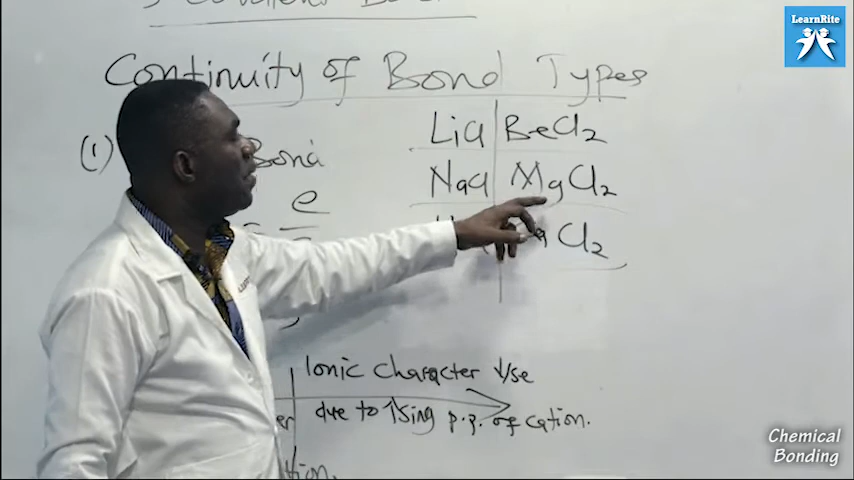 LearnRite
Continuity of Bond Types
(1) Bond
LiCl BeCl2
NaCl MgCl2
e
Cl2
Ionic character ↓se
due to ↑sing p.p. of cation.
Chemical
Bonding